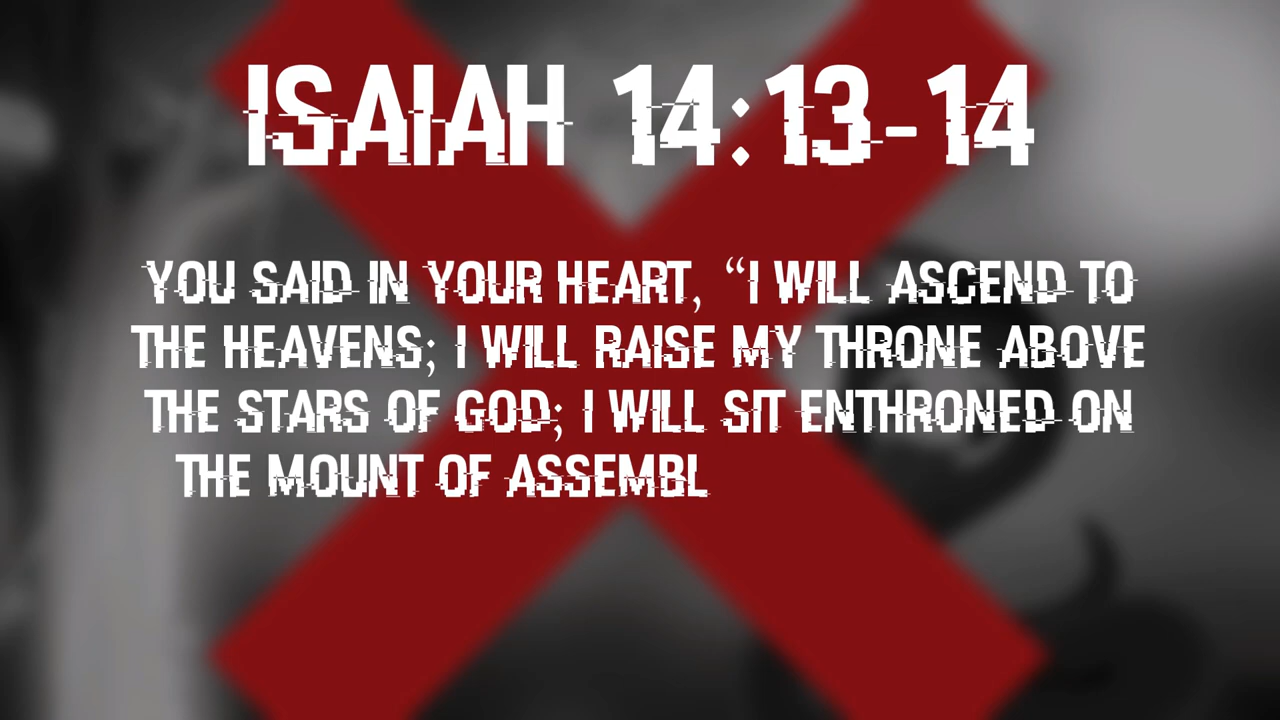 ISAIAH 14:13-14
YOU SAID IN YOUR HEART, “I WILL ASCEND TO
THE HEAVENS; I WILL RAISE MY THRONE ABOVE
THE STARS OF GOD; I WILL SIT ENTHRONED ON
THE MOUNT OF ASSEMBL